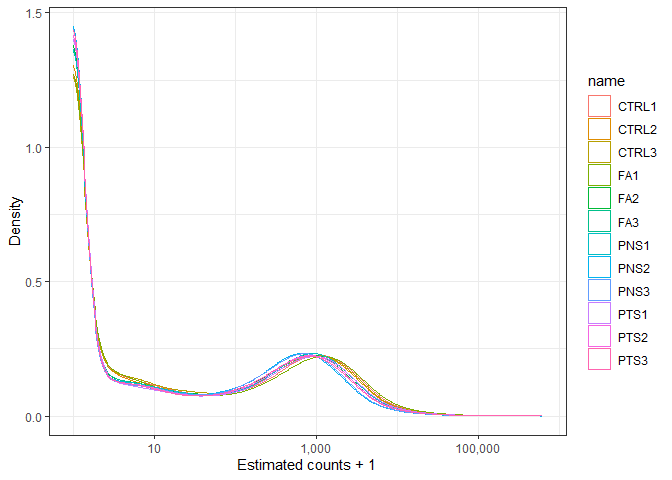 1.5
1.0
0.5
0.0
Density
10
1,000
100,000
Estimated counts + 1
name
CTRL1
CTRL2
CTRL3
FA1
FA2
FA3
PNS1
PNS2
PNS3
PTS1
PTS2
PTS3